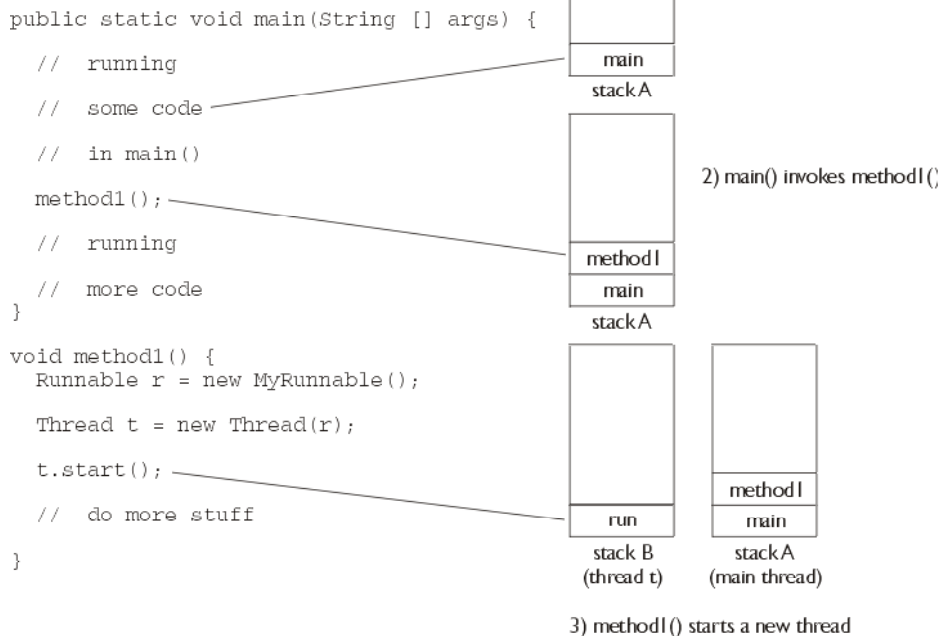 public static void main(String [] args) {
//  running
//  some code
//  in main()
method1();
//  running
//  more code
}
void method1() {
Runnable r = new MyRunnable();
Thread t = new Thread(r);
t.start();
//  do more stuff
}
main
stack A
2) main() invokes method1()
method1
main
stack A
run
stack B
(thread t)
method1
main
stack A
(main thread)
3) method1() starts a new thread